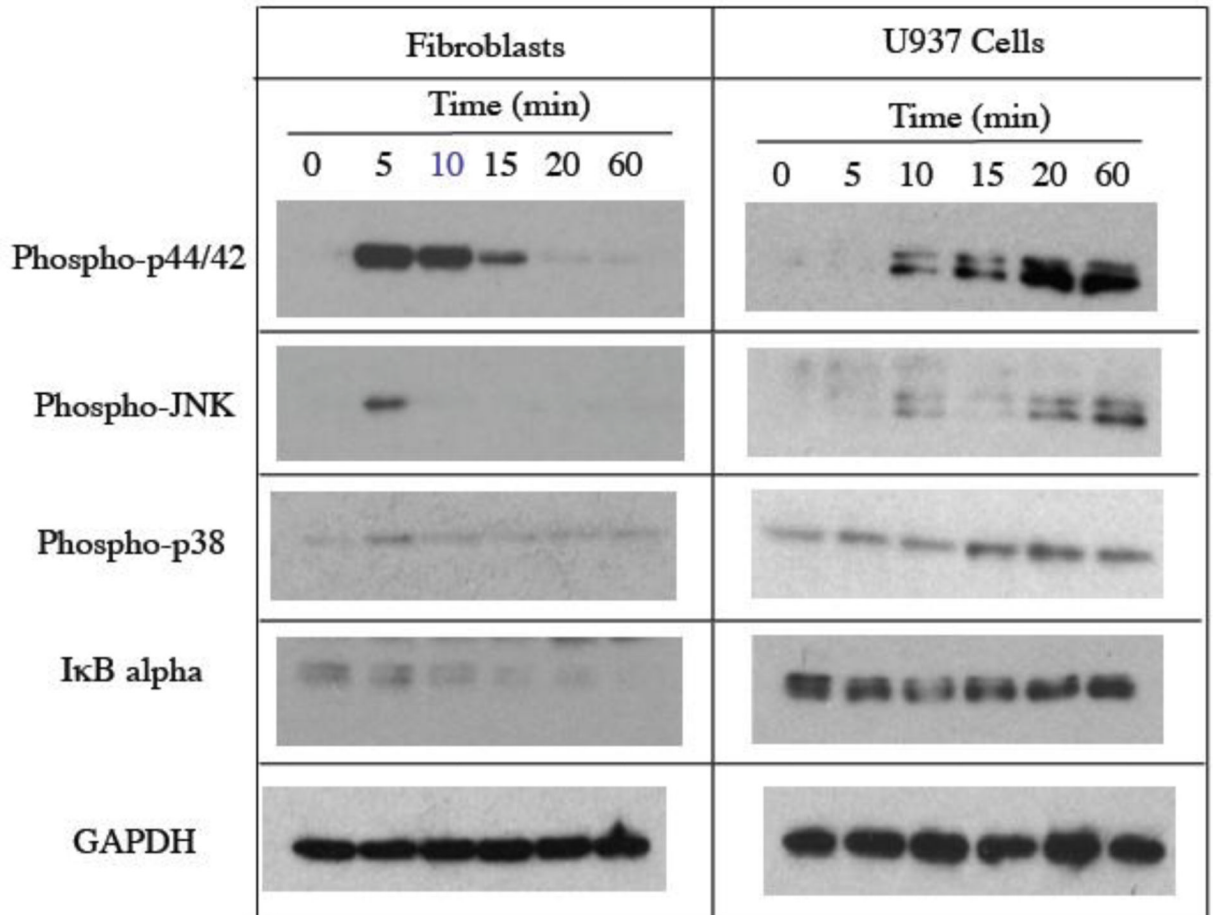 Fibroblasts
U937 Cells
Time (min)
Time (min)
0 5 10 15 20 60
0 5 10 15 20 60
Phospho-p44/42
Phospho-JNK
Phospho-p38
IκB alpha
GAPDH